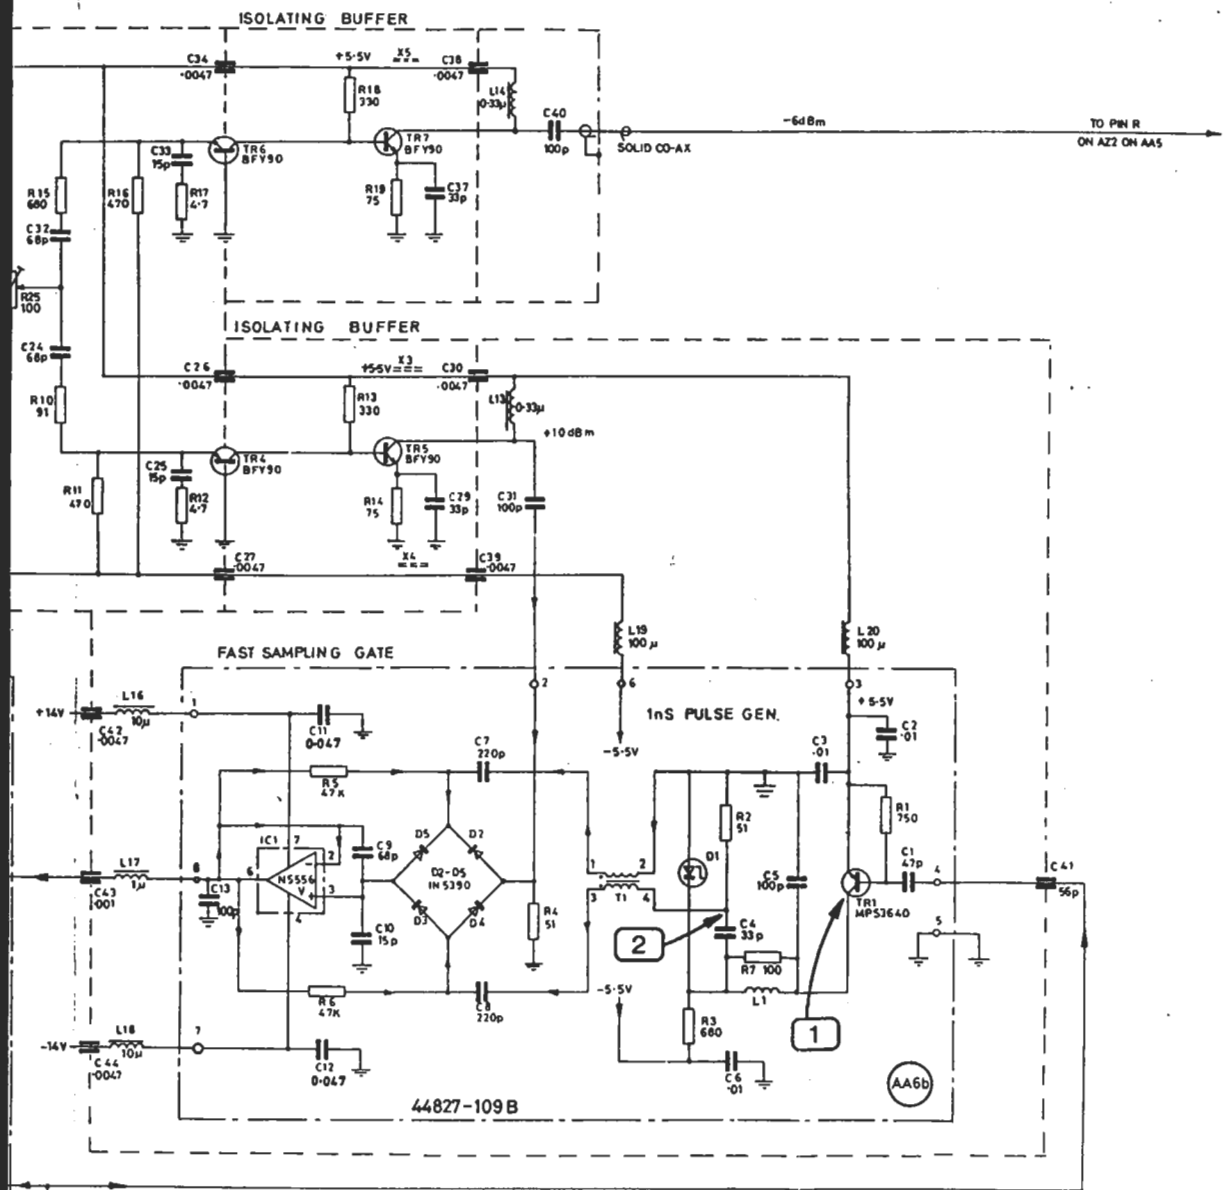 ISOLATING BUFFER
C34
.0047
+5·5V
X5
C38
·0047
R18
330
L14
0·33µ
C40
100p
-6dBm
TO PIN R
ON AZ2 ON AA5
SOLID CO-AX
TR7
BFY90
TR6
BFY90
C33
15p
R15
680
R16
470
R17
4·7
R19
75
C37
33p
C32
68p
R25
100
ISOLATING BUFFER
C24
68p
C26
·0047
+5·5V
X3
C30
·0047
R10
91
R13
330
L13
0·33µ
+10dBm
TR4
BFY90
TR5
BFY90
C25
15p
R11
470
R12
4·7
R14
75
C29
33p
C31
100p
C27
·0047
X4
C39
·0047
L19
100µ
L20
100µ
FAST SAMPLING GATE
2
6
3
+5·5V
L16
10µ
1
+14V
C42
·0047
C11
0·047
1nS PULSE GEN.
-5·5V
C2
·01
C7
220p
C3
·01
R5
47K
R1
750
R2
51
IC1
7
2
C9
68p
D5
D2
D1
C1
47p
4
C41
56p
L17
1µ
8
6
NS556
3
V
4
D2-D5
IN5390
1
2
3
4
T1
C5
100p
TR1
MPS3640
C43
·001
C13
100p
D3
D4
R4
51
C10
15p
2
C4
33p
5
R7 100
-5·5V
L1
R6
47K
C8
220p
R3
680
1
L18
10µ
7
-14V
C44
·0047
C12
0·047
C6
·01
AA6b
44827-109B